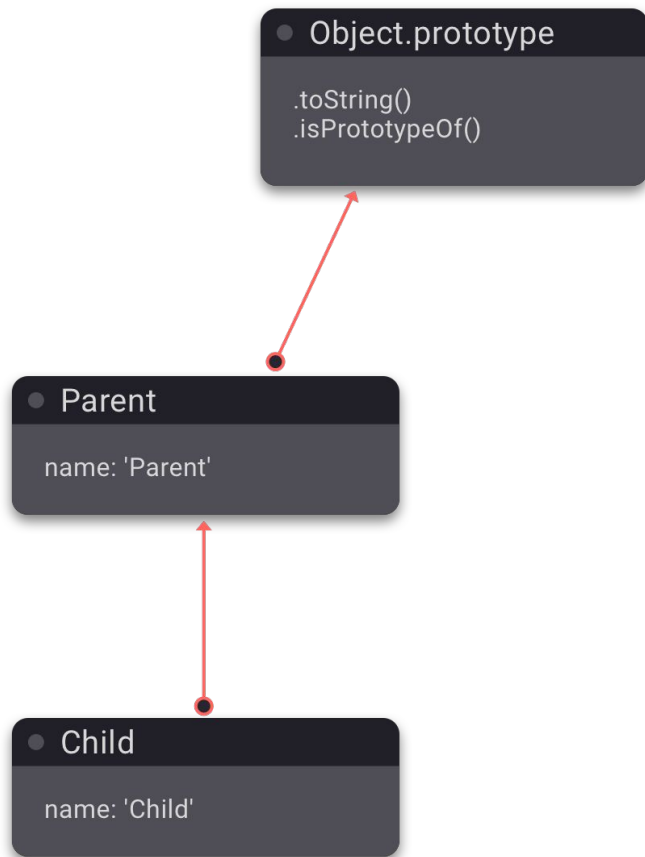 Object.prototype
.toString()
.isPrototypeOf()
Parent
name: 'Parent'
Child
name: 'Child'